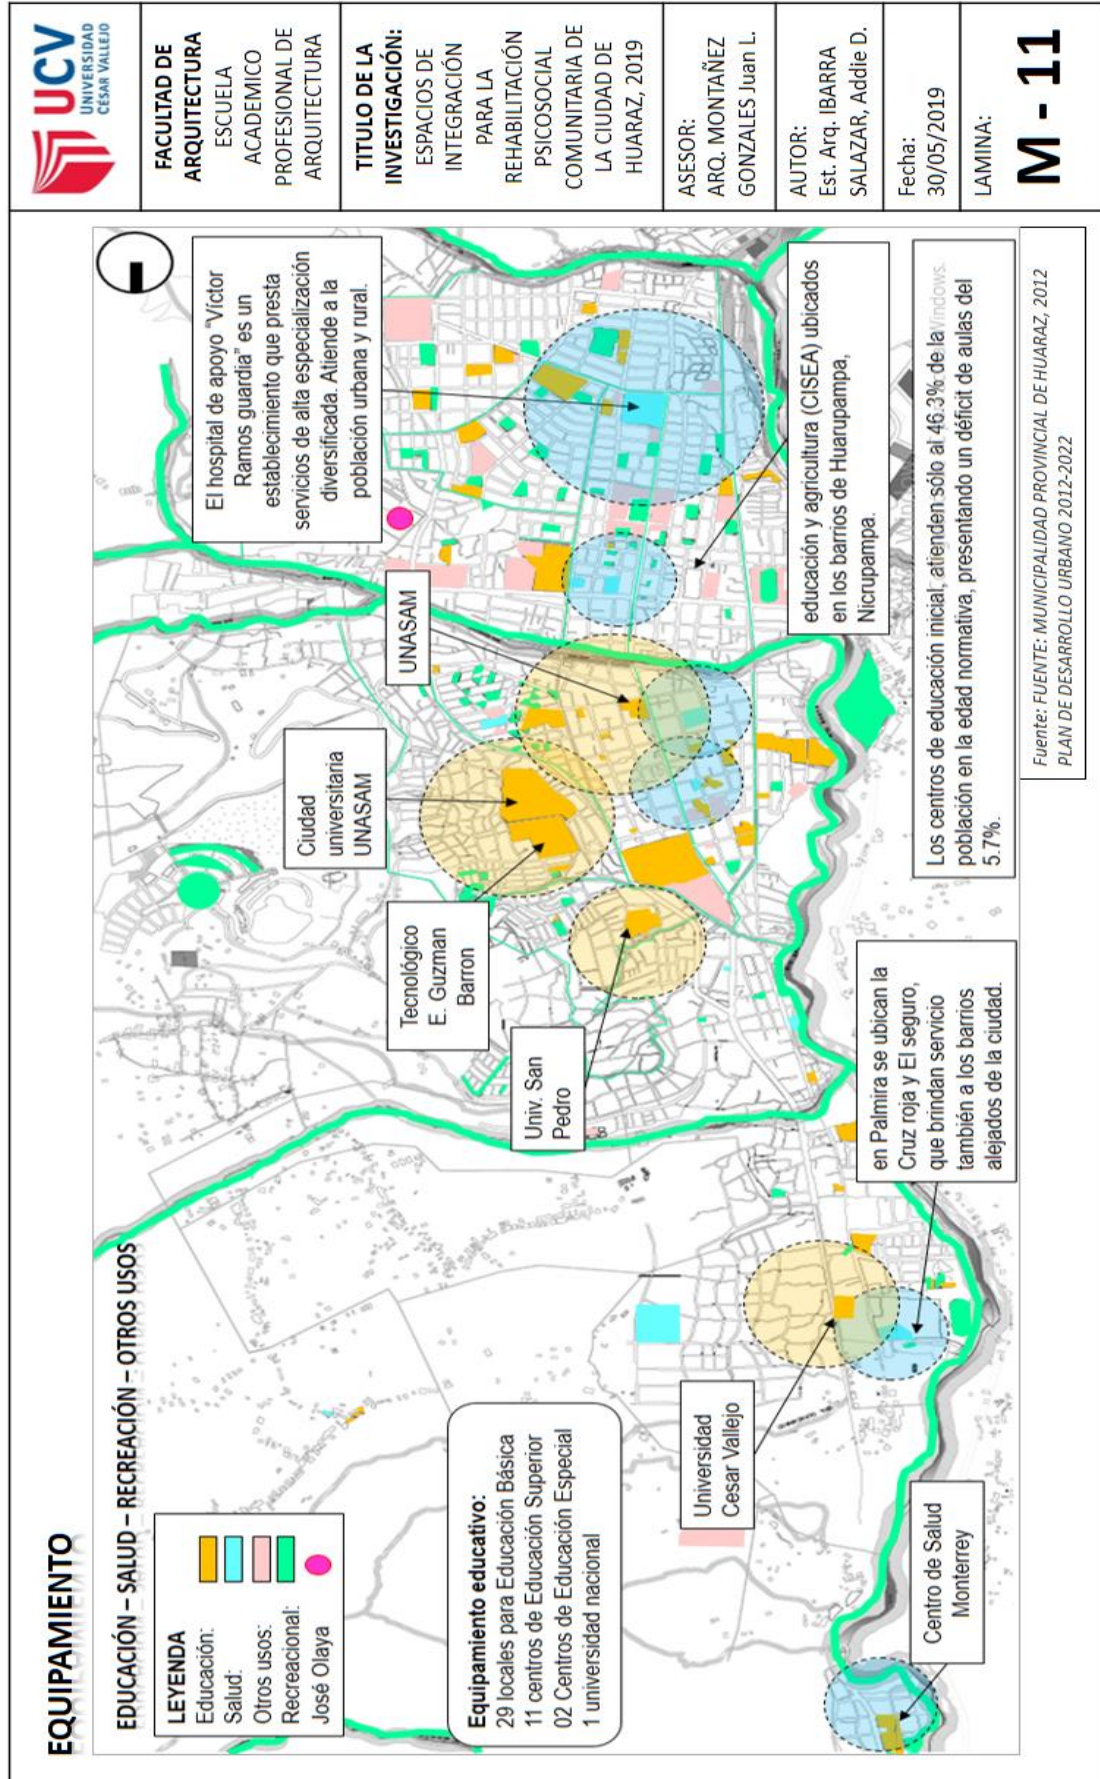 EQUIPAMIENTO
EDUCACIÓN – SALUD – RECREACIÓN – OTROS USOS
LEYENDA
Educación:
Salud:
Otros usos:
Recreacional:
José Olaya
Equipamiento educativo:
29 locales para Educación Básica
11 centros de Educación Superior
02 Centros de Educación Especial
1 universidad nacional
Centro de Salud
Monterrey
Universidad
Cesar Vallejo
en Palmira se ubican la
Cruz roja y El seguro,
que brindan servicio
también a los barrios
alejados de la ciudad.
Univ. San
Pedro
Tecnológico
E. Guzman
Barron
Ciudad
universitaria
UNASAM
UNASAM
El hospital de apoyo “Víctor
Ramos guardia” es un
establecimiento que presta
servicios de alta especialización
diversificada. Atiende a la
población urbana y rural.
educación y agricultura (CISEA) ubicados
en los barrios de Huarupampa,
Nicrupampa.
Los centros de educación inicial, atienden sólo al 46.3% de la Windows.
población en la edad normativa, presentando un déficit de aulas del
5.7%.
Fuente: FUENTE: MUNICIPALIDAD PROVINCIAL DE HUARAZ, 2012
PLAN DE DESARROLLO URBANO 2012-2022
UCV
UNIVERSIDAD
CÉSAR VALLEJO
FACULTAD DE
ARQUITECTURA
ESCUELA
ACADEMICO
PROFESIONAL DE
ARQUITECTURA
TITULO DE LA
INVESTIGACIÓN:
ESPACIOS DE
INTEGRACIÓN
PARA LA
REHABILITACIÓN
PSICOSOCIAL
COMUNITARIA DE
LA CIUDAD DE
HUARAZ, 2019
ASESOR:
ARQ. MONTAÑEZ
GONZALES Juan L.
AUTOR:
Est. Arq. IBARRA
SALAZAR, Addie D.
Fecha:
30/05/2019
LAMINA:
M - 11